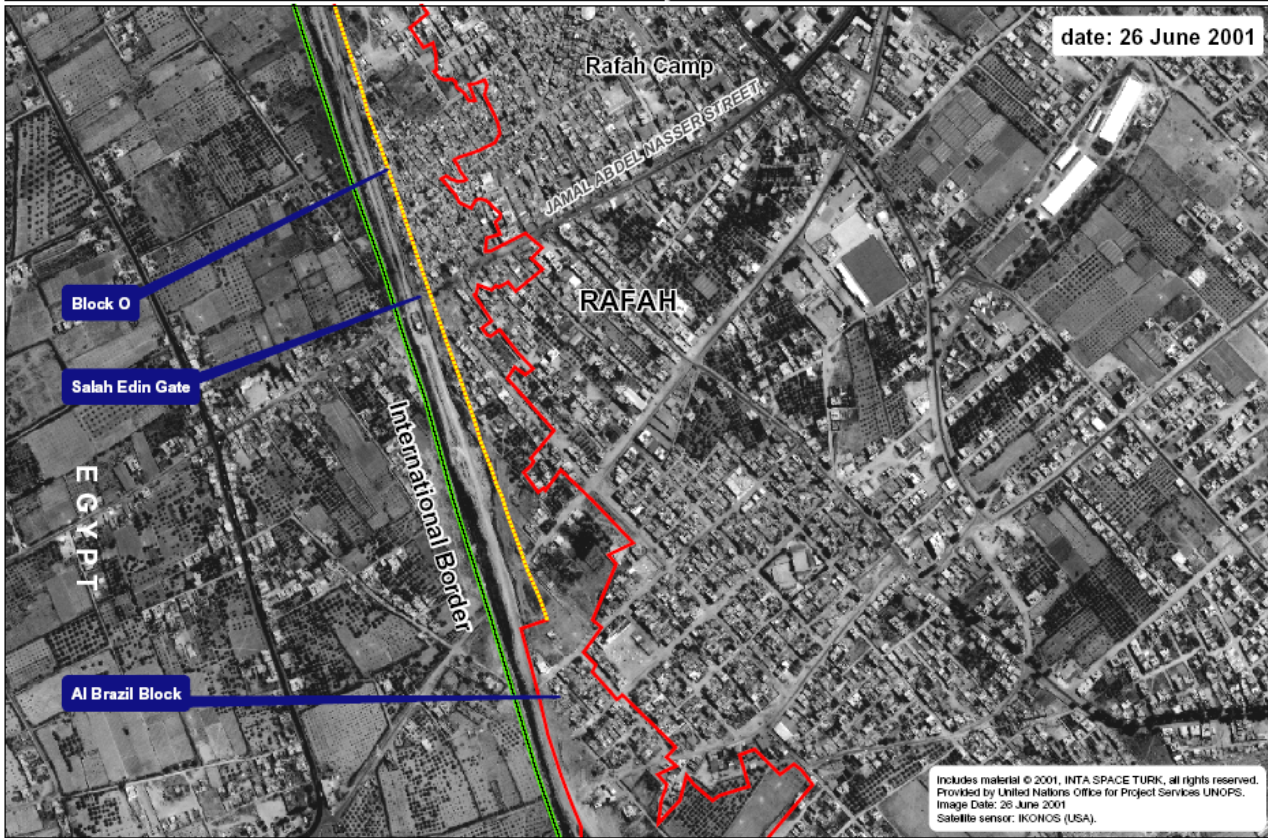 date: 26 June 2001
Rafah Camp
JAMAL ABDEL NASSER STREET
Block O
RAFAH
Salah Edin Gate
International Border
EGYPT
Al Brazil Block
Includes material © 2001, INTA SPACE TURK, all rights reserved.
Provided by United Nations Office for Project Services UNOPS.
Image Date: 26 June 2001
Satellite sensor: IKONOS (USA).